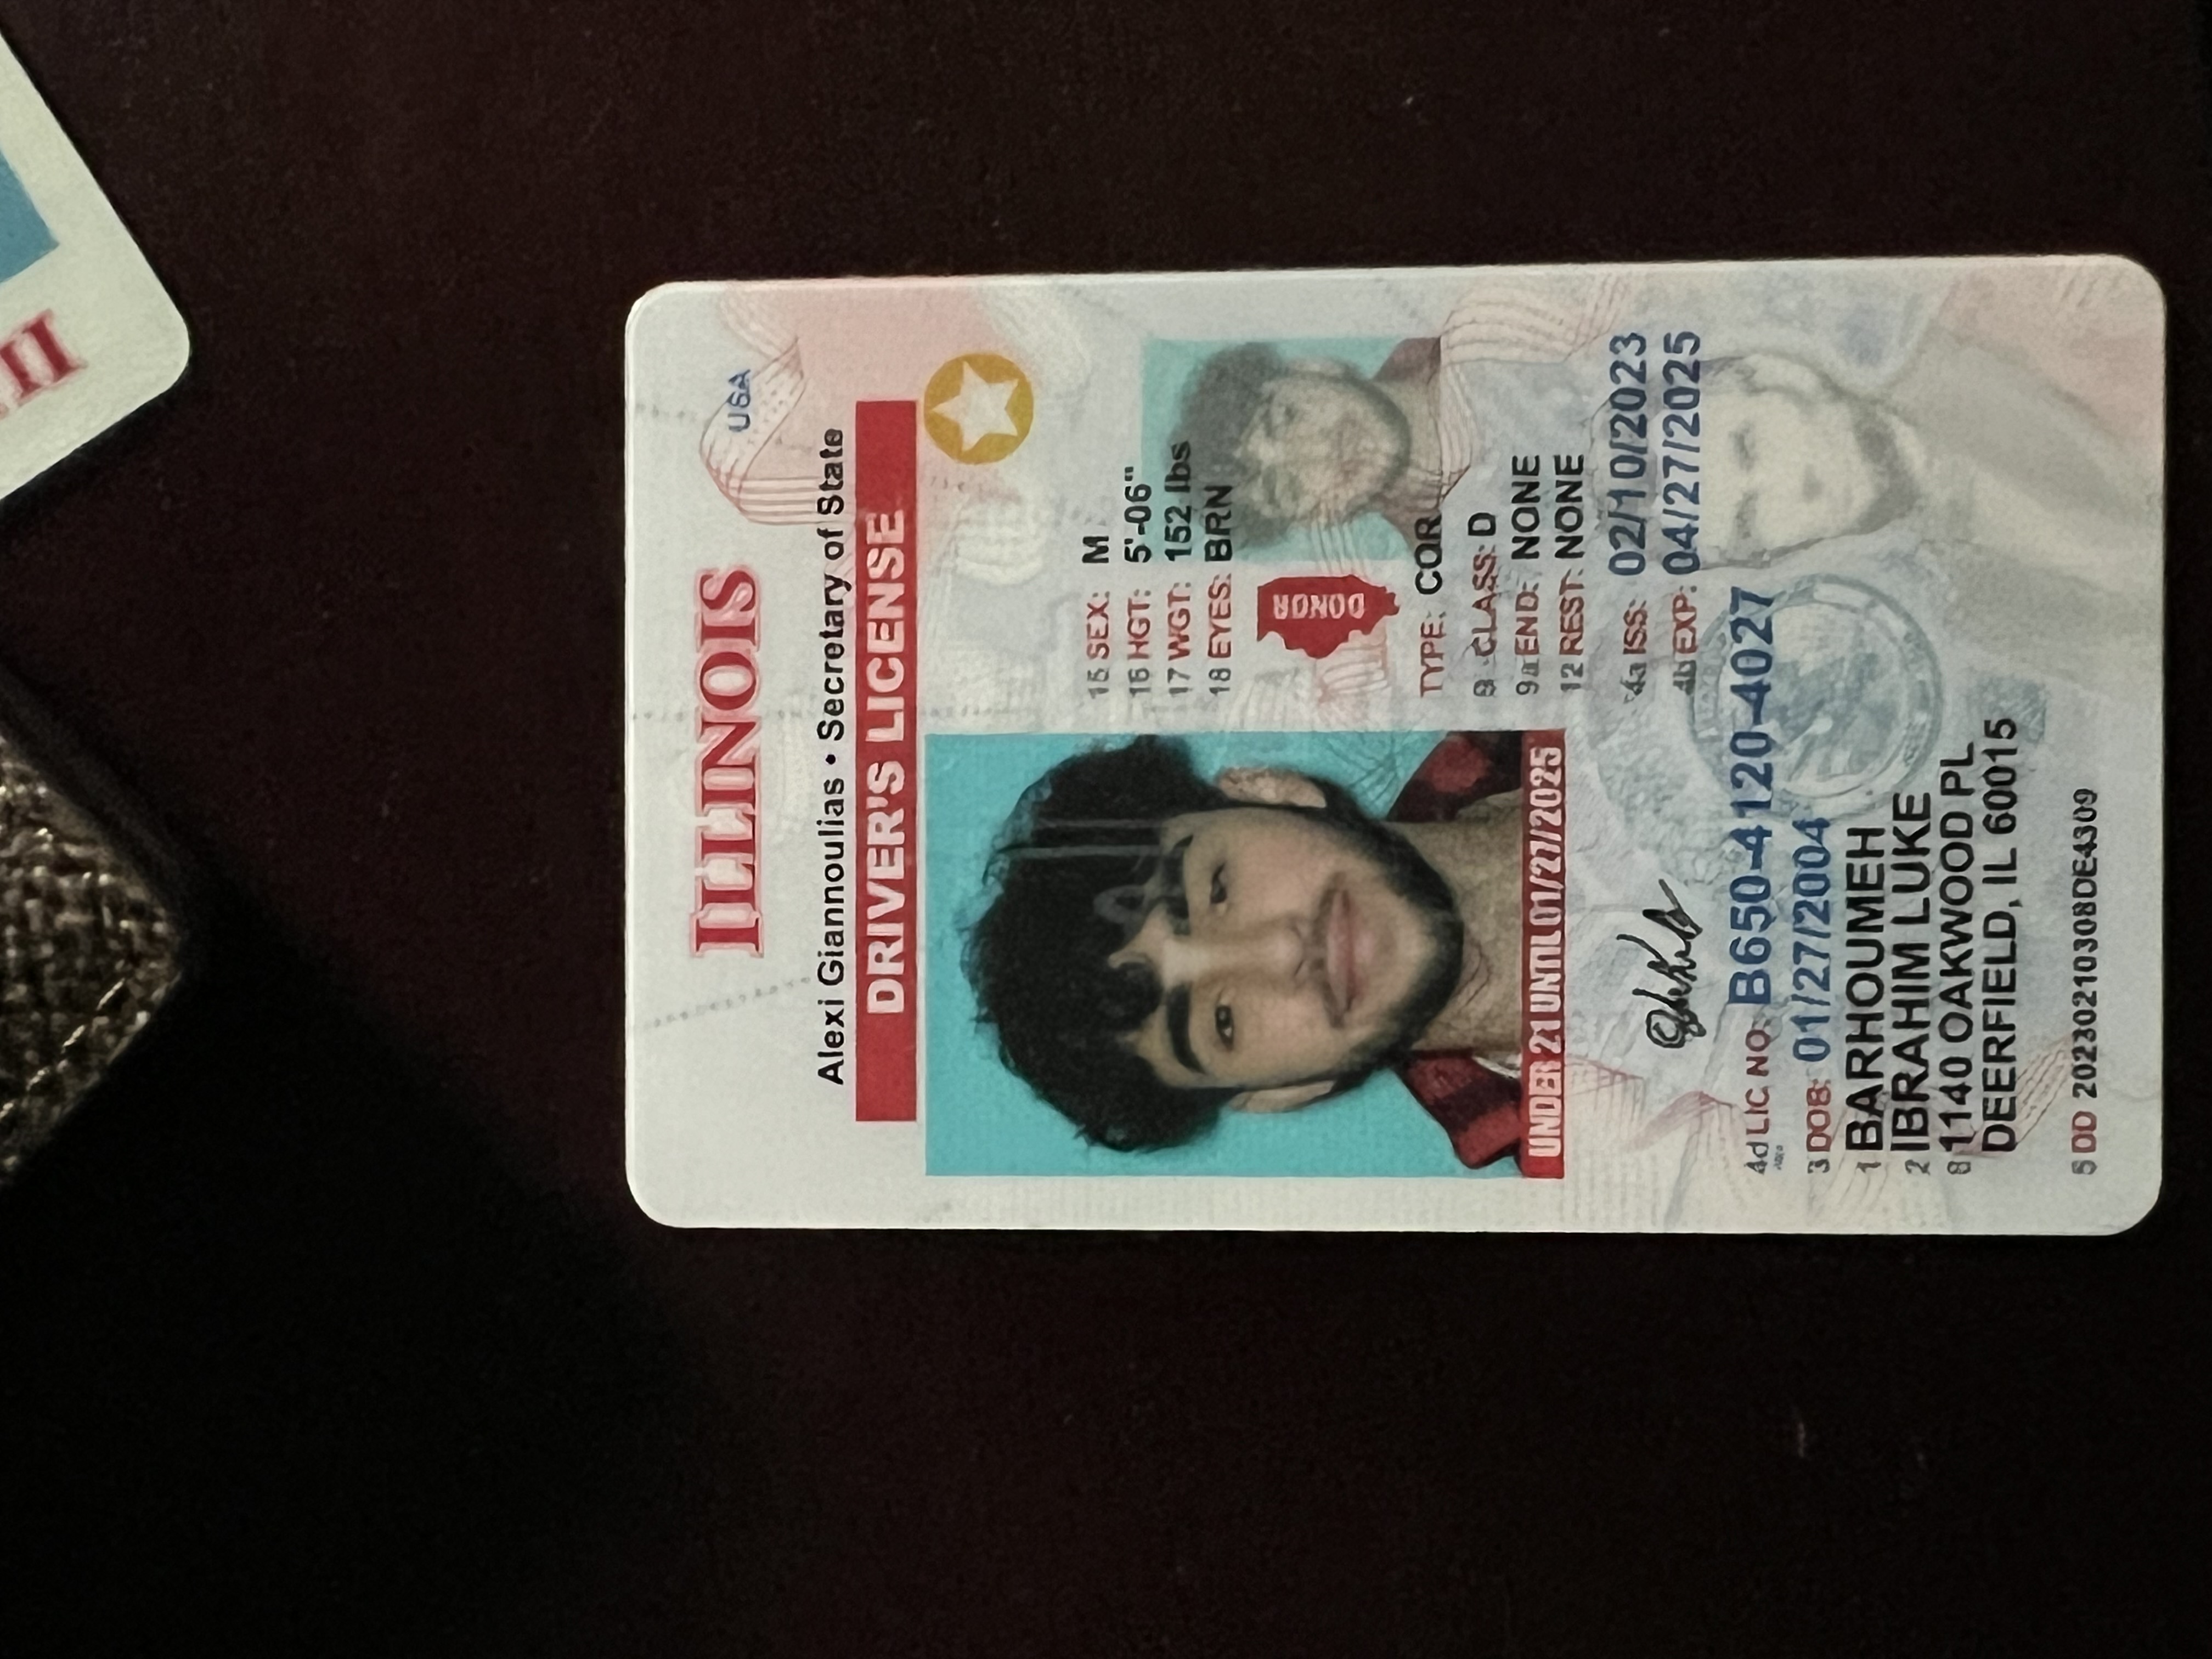 II
ILLINOIS
USA
Alexi Giannoulias • Secretary of State
DRIVER'S LICENSE
15 SEX: M
16 HGT: 5'-06"
17 WGT: 152 lbs
18 EYES: BRN
DONOR
TYPE: COR
9 CLASS: D
UNDER 21 UNTIL 01/27/2025
9a END: NONE
12 REST: NONE
4a ISS: 02/10/2023
4b EXP: 04/27/2025
4d LIC NO: B650-4120-4027
3 DOB: 01/27/2004
1 BARHOUMEH
2 IBRAHIM LUKE
8 1140 OAKWOOD PL
DEERFIELD, IL 60015
5 DD 20230210308DE4309